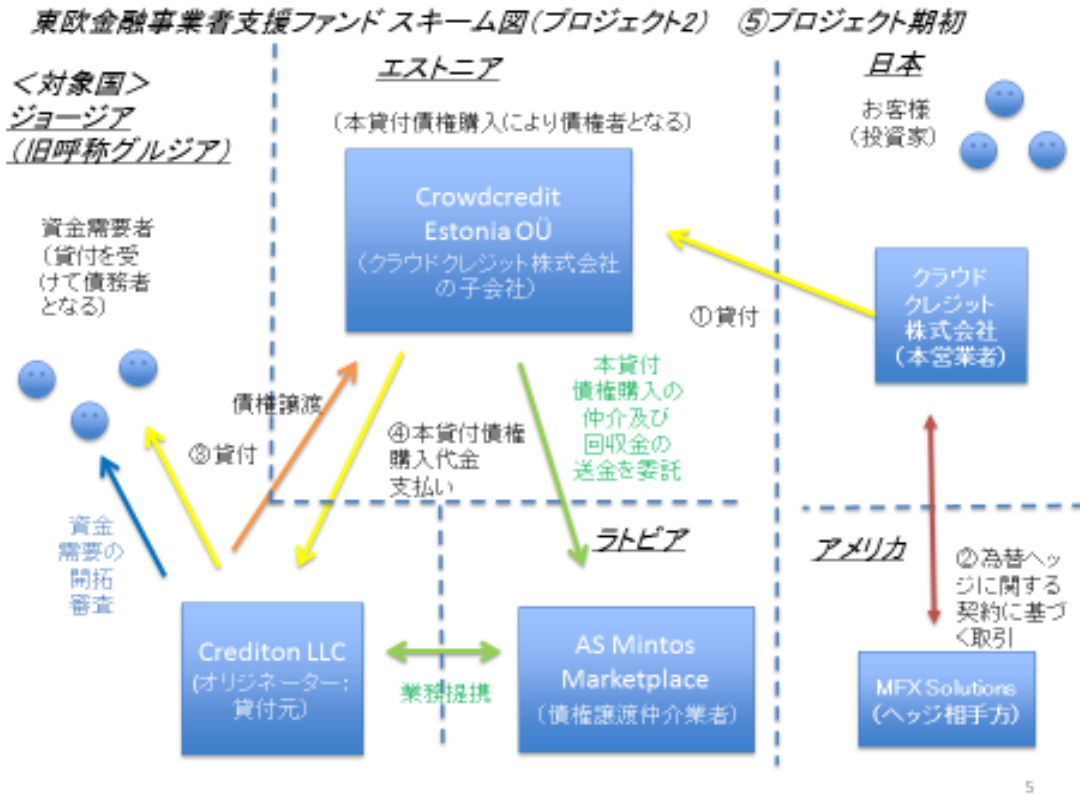 東欧金融事業者支援ファンド スキーム図(プロジェクト2) ⑤プロジェクト期初
<対象国>
ジョージア
(旧呼称グルジア)
資金需要者
(貸付を受
けて債務者
となる)
エストニア
(本貸付債権購入により債権者となる)
Crowdcredit
Estonia OÜ
(クラウドクレジット株式会社
の子会社)
日本
お客様
(投資家)
クラウド
クレジット
株式会社
(本営業者)
①貸付
債権譲渡
③貸付
④本貸付債権
購入代金
支払い
本貸付
債権購入の
仲介及び
回収金の
送金を委託
資金
需要の
開拓
審査
ラトビア
アメリカ
②為替ヘッ
ジに関する
契約に基づ
く取引
Crediton LLC
(オリジネーター:
貸付元)
業務提携
AS Mintos
Marketplace
(債権譲渡仲介業者)
MFX Solutions
(ヘッジ相手方)
5